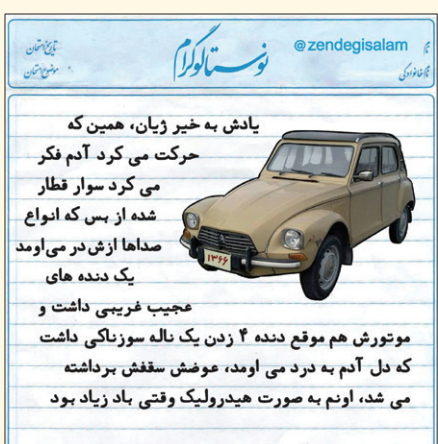 نام
نام خانوادگی
@zendegisalam
نوستالوگرام
تاریخ امتحان
موضوع امتحان
یادش به خیر ژیان، همین که
حرکت می کرد آدم فکر
می کرد سوار قطار
شده از بس که انواع
صداها ازش در می‌اومد
یک دنده های
عجیب غریبی داشت و
موتورش هم موقع دنده ۴ زدن یک ناله سوزناکی داشت
که دل آدم به درد می اومد، عوضش سقفش برداشته
می شد، اونم به صورت هیدرولیک وقتی باد زیاد بود
۱۳۶۶